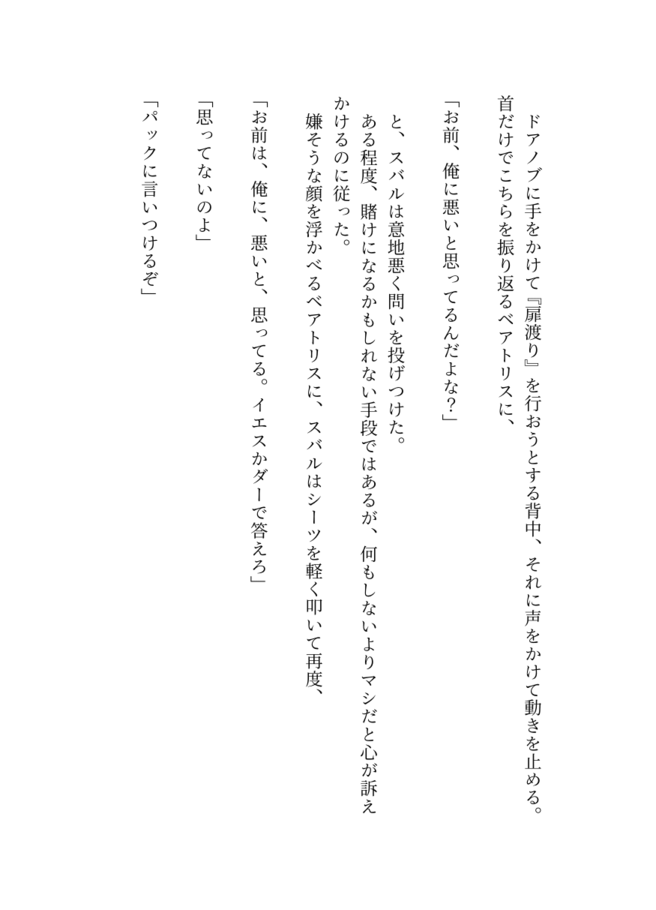 ドアノブに手をかけて『扉渡り』を行おうとする背中、それに声をかけて動きを止める。
首だけでこちらを振り返るベアトリスに、
「お前、俺に悪いと思ってるんだよな？」
と、スバルは意地悪く問いを投げつけた。
ある程度、賭けになるかもしれない手段ではあるが、何もしないよりマシだと心が訴え
かけるのに従った。
嫌そうな顔を浮かべるベアトリスに、スバルはシーツを軽く叩いて再度、
「お前は、俺に、悪いと、思ってる。イエスかダーで答えろ」
「思ってないのよ」
「パックに言いつけるぞ」